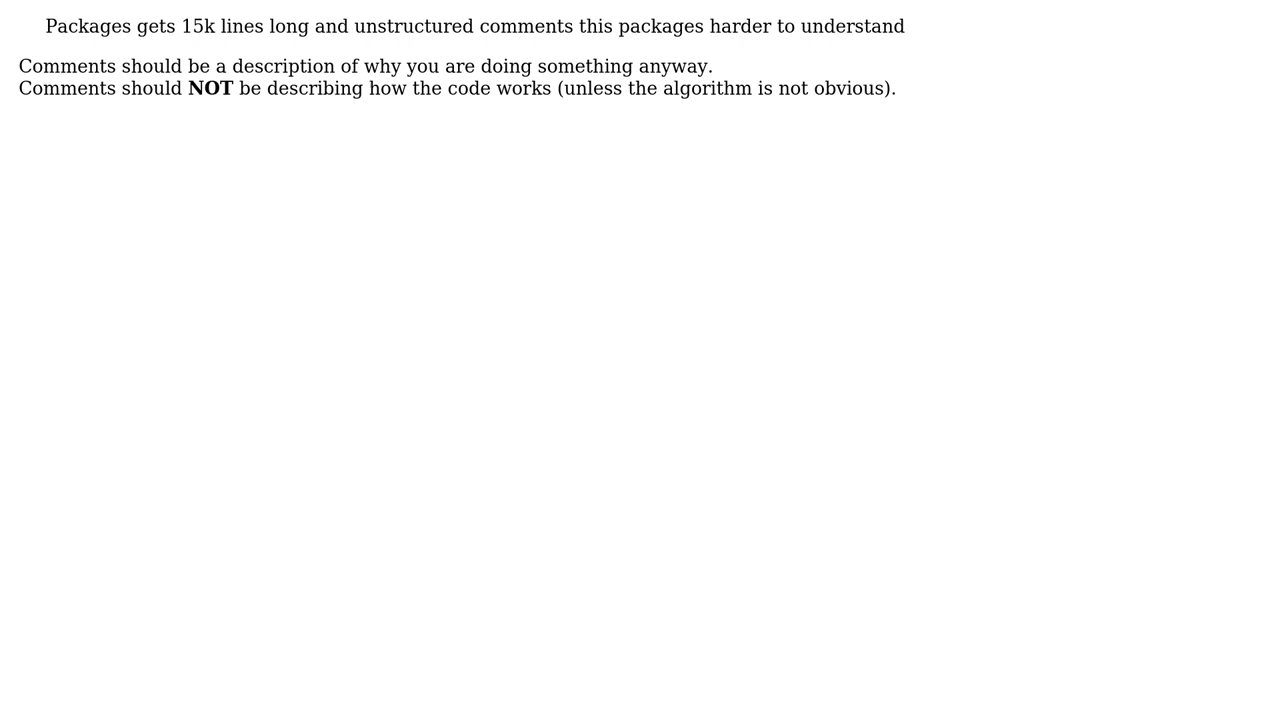 Packages gets 15k lines long and unstructured comments this packages harder to understand
Comments should be a description of why you are doing something anyway.
Comments should NOT be describing how the code works (unless the algorithm is not obvious).